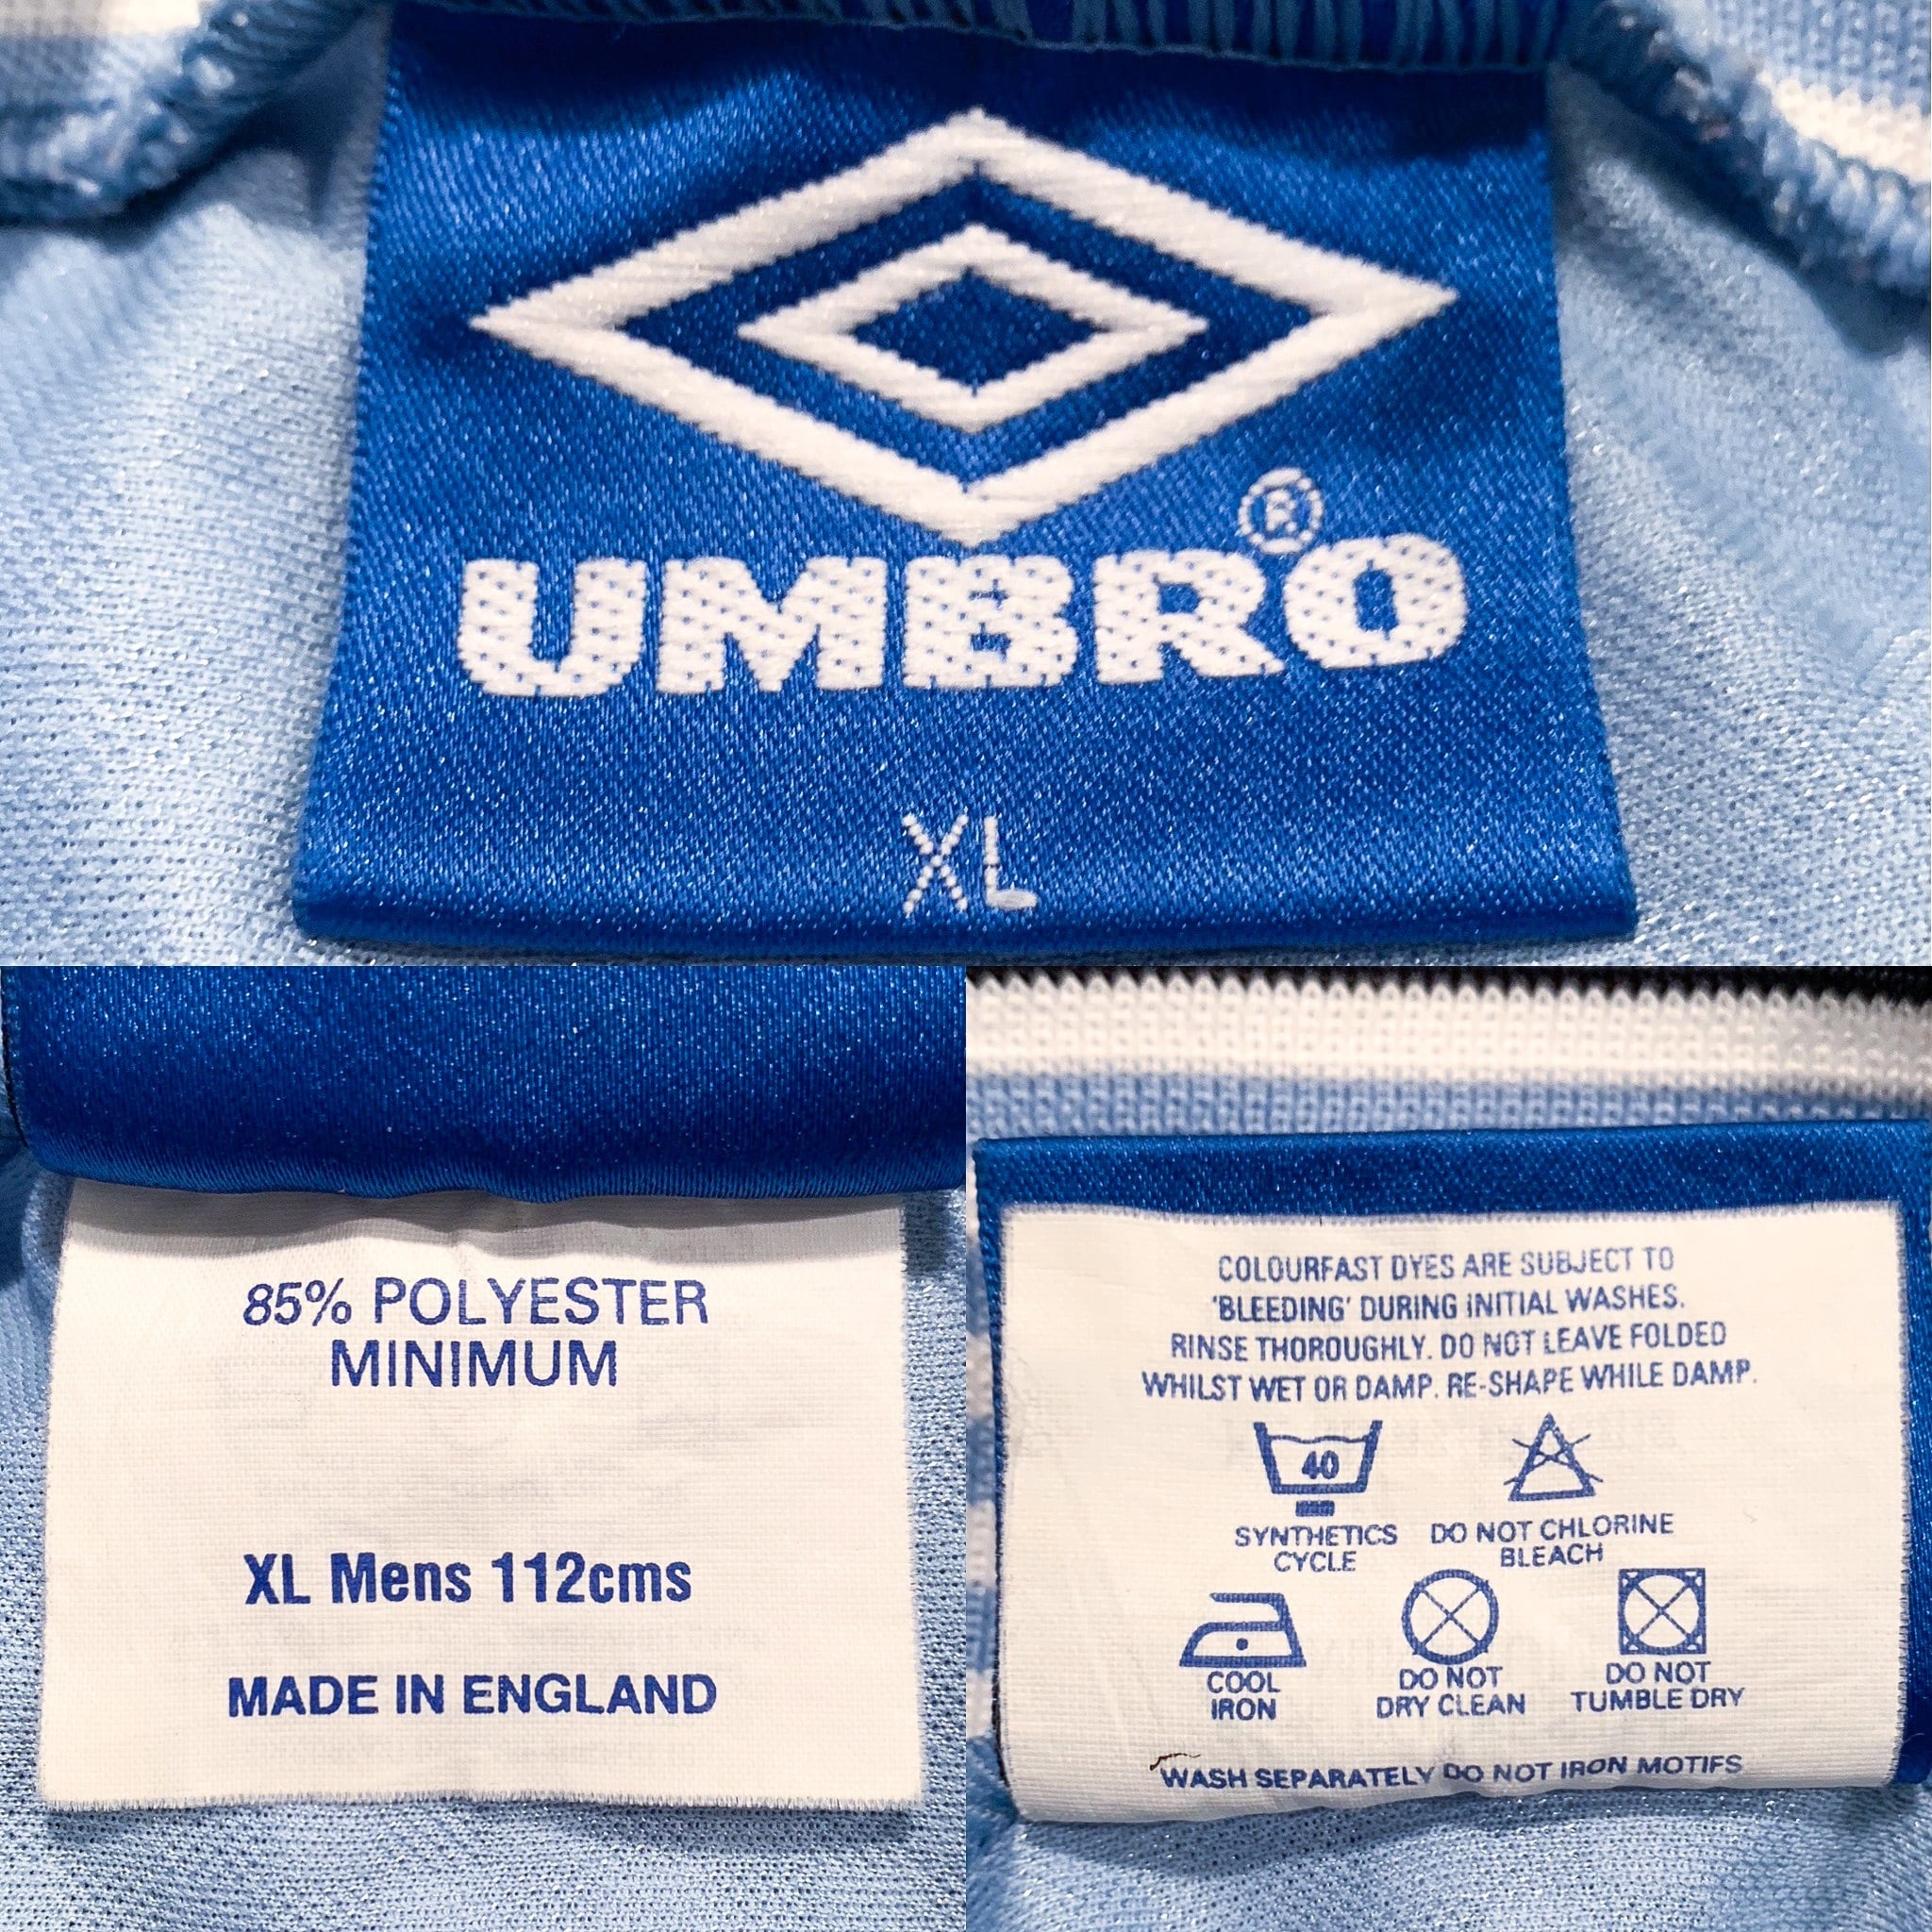 UMBRO®
XL
85% POLYESTER
MINIMUM
XL Mens 112cms
MADE IN ENGLAND
COLOURFAST DYES ARE SUBJECT TO
'BLEEDING' DURING INITIAL WASHES.
RINSE THOROUGHLY. DO NOT LEAVE FOLDED
WHILST WET OR DAMP. RE-SHAPE WHILE DAMP.
40
SYNTHETICS
CYCLE
DO NOT CHLORINE
BLEACH
COOL
IRON
DO NOT
DRY CLEAN
DO NOT
TUMBLE DRY
WASH SEPARATELY DO NOT IRON MOTIFS